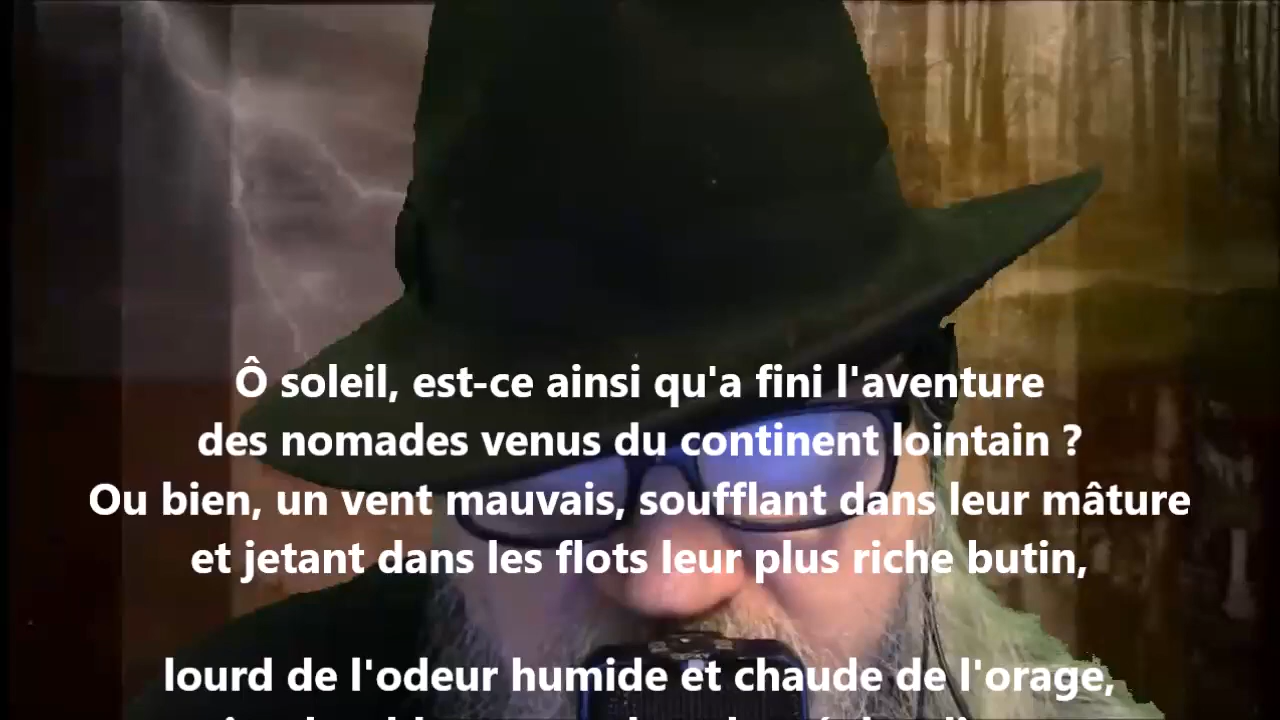 Ô soleil, est-ce ainsi qu'a fini l'aventure
des nomades venus du continent lointain ?
Ou bien, un vent mauvais, soufflant dans leur mâture
et jetant dans les flots leur plus riche butin,
lourd de l'odeur humide et chaude de l'orage,